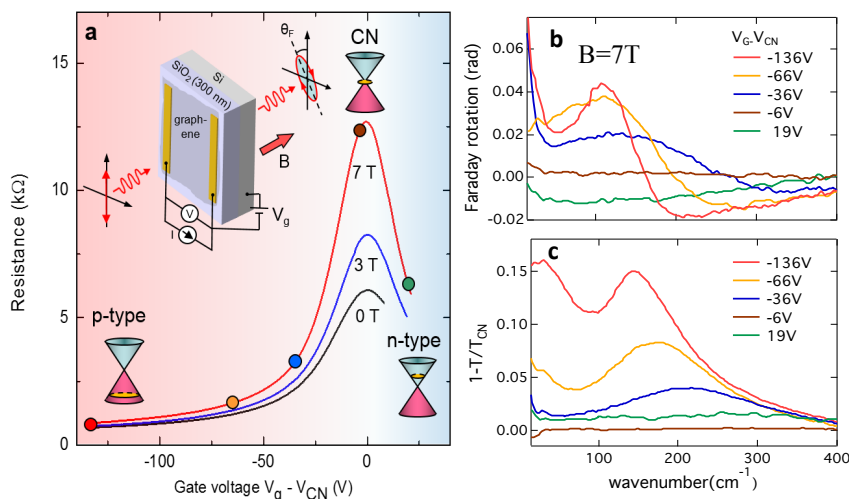 a
θF
CN
Si
SiO2 (300 nm)
graph-
ene
B
V
I
Vg
7 T
3 T
0 T
p-type
n-type
15
10
5
0
Resistance (kΩ)
-100
-50
0
Gate voltage Vg - VCN (V)
b
B=7T
VG-VCN
-136V
-66V
-36V
-6V
19V
0.06
0.04
0.02
0.00
-0.02
Faraday rotation (rad)
c
-136V
-66V
-36V
-6V
19V
0.15
0.10
0.05
0.00
1-T/TCN
100
200
300
400
wavenumber(cm-1)